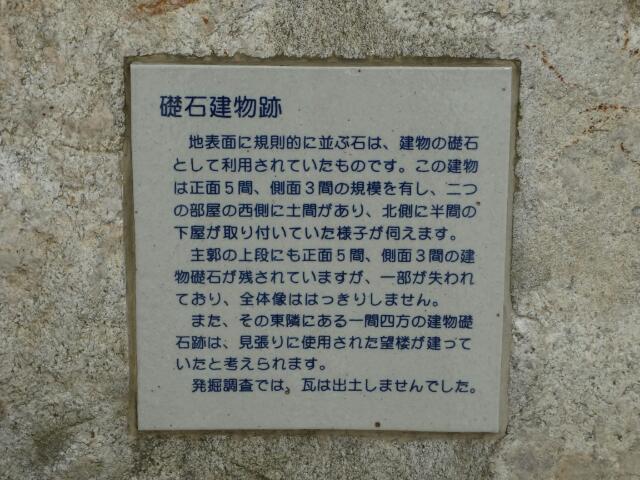 礎石建物跡
地表面に規則的に並ぶ石は、建物の礎石
として利用されていたものです。この建物
は正面5間、側面3間の規模を有し、二つ
の部屋の西側に土間があり、北側に半間の
下屋が取り付いていた様子が伺えます。
主郭の上段にも正面5間、側面3間の建
物礎石が残されていますが、一部が失われ
ており、全体像ははっきりしません。
また、その東隣にある一間四方の建物礎
石跡は、見張りに使用された望楼が建って
いたと考えられます。
発掘調査では、瓦は出土しませんでした。